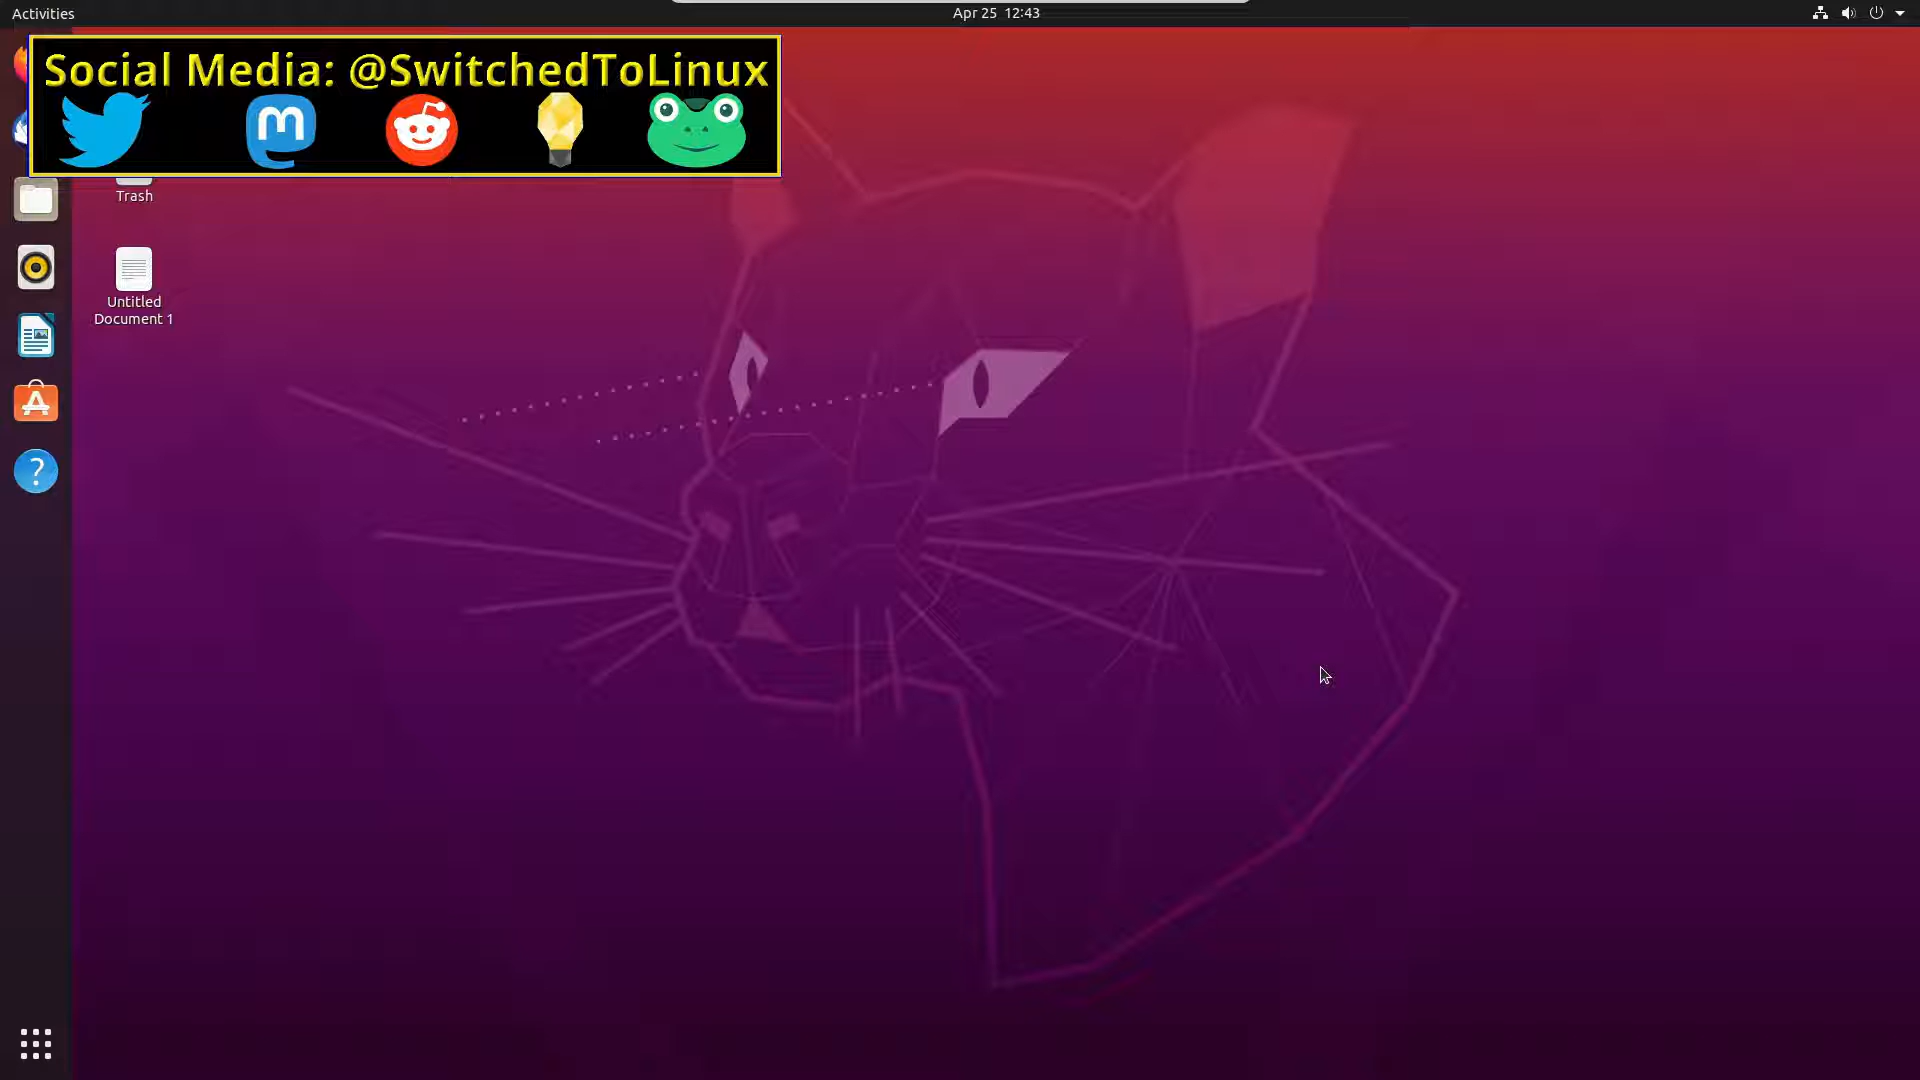 Activities
Apr 25 12:43
Social Media: @SwitchedToLinux
Trash
Untitled
Document 1